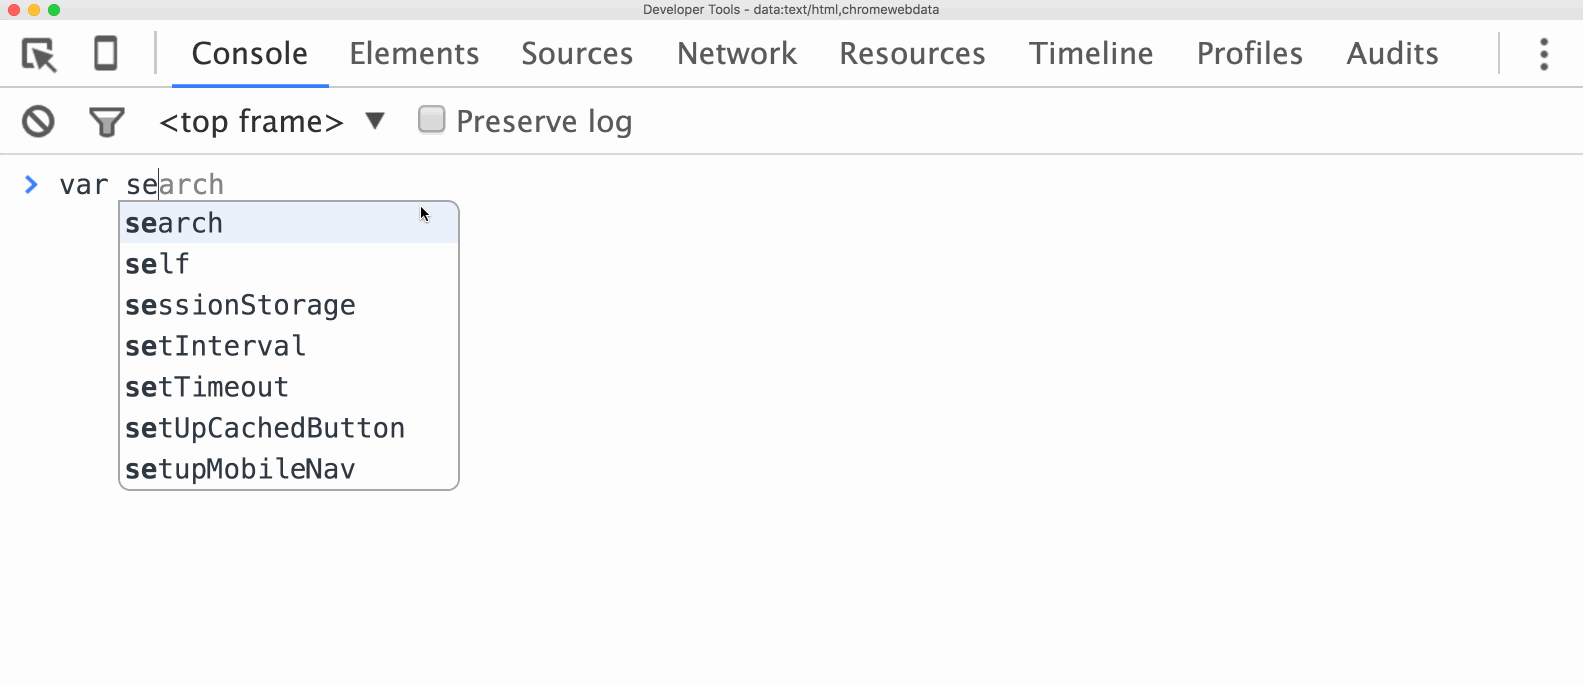 Developer Tools - data:text/html,chromewebdata
Console Elements Sources Network Resources Timeline Profiles Audits
<top frame> ▼ Preserve log
> var search
search
self
sessionStorage
setInterval
setTimeout
setUpCachedButton
setupMobileNav